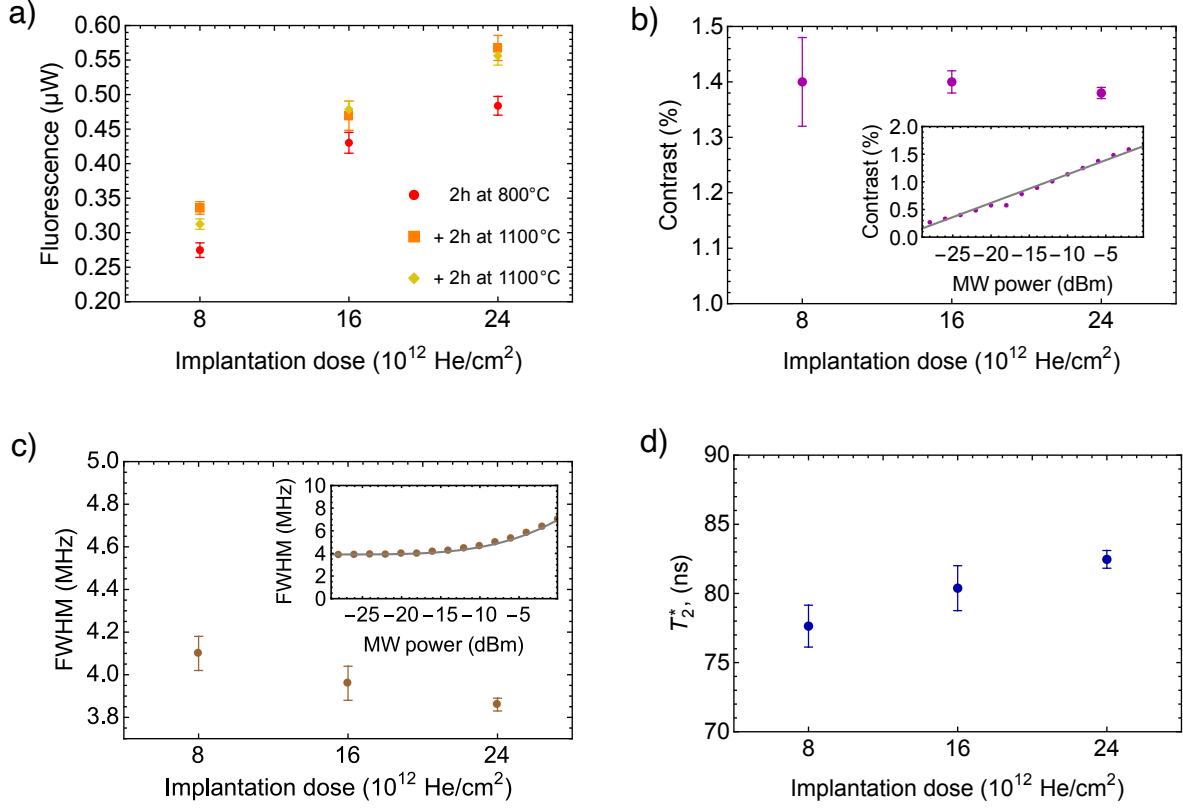 a)
0.60
0.55
0.50
0.45
0.40
0.35
0.30
0.25
0.20
Fluorescence (µW)
2h at 800°C
+ 2h at 1100°C
+ 2h at 1100°C
8 16 24
Implantation dose (10¹² He/cm²)
b)
1.5
1.4
1.3
1.2
1.1
1.0
Contrast (%)
2.0
1.5
1.0
0.5
0.0
Contrast (%)
−25 −20 −15 −10 −5
MW power (dBm)
8 16 24
Implantation dose (10¹² He/cm²)
c)
5.0
4.8
4.6
4.4
4.2
4.0
3.8
FWHM (MHz)
10
8
6
4
2
0
FWHM (MHz)
−25 −20 −15 −10 −5
MW power (dBm)
8 16 24
Implantation dose (10¹² He/cm²)
d)
90
85
80
75
70
T₂*, (ns)
8 16 24
Implantation dose (10¹² He/cm²)